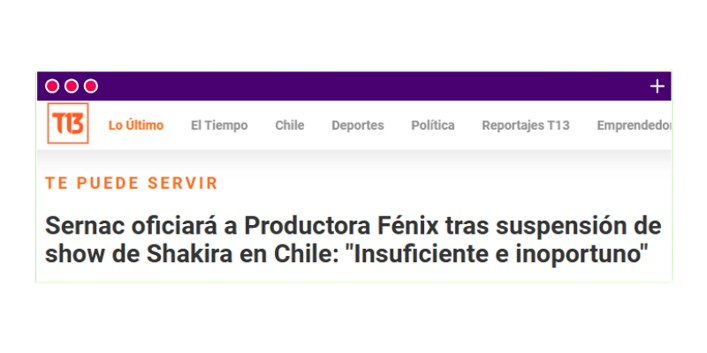 T13 Lo Último El Tiempo Chile Deportes Política Reportajes T13
TE PUEDE SERVIR
Sernac oficiará a Productora Fénix tras suspensión de
show de Shakira en Chile: "Insuficiente e inoportuno"